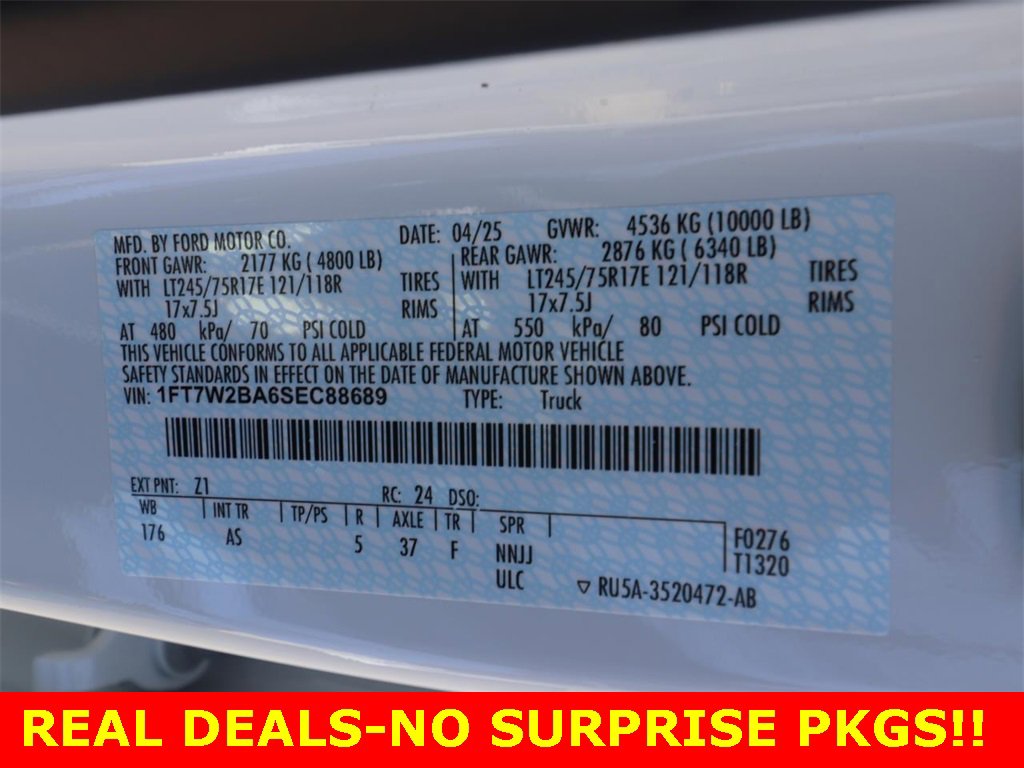 MFD. BY FORD MOTOR CO. DATE: 04/25 GVWR: 4536 KG (10000 LB)
FRONT GAWR: 2177 KG ( 4800 LB) REAR GAWR: 2876 KG ( 6340 LB)
WITH LT245/75R17E 121/118R TIRES WITH LT245/75R17E 121/118R TIRES
17x7.5J RIMS 17x7.5J RIMS
AT 480 kPa/ 70 PSI COLD AT 550 kPa/ 80 PSI COLD
THIS VEHICLE CONFORMS TO ALL APPLICABLE FEDERAL MOTOR VEHICLE
SAFETY STANDARDS IN EFFECT ON THE DATE OF MANUFACTURE SHOWN ABOVE.
VIN: 1FT7W2BA6SEC88689 TYPE: Truck
EXT PNT: Z1 RC: 24 DSO:
WB INT TR TP/PS R AXLE TR SPR
176 AS 5 37 F NNJJ F0276
ULC T1320
▽ RU5A-3520472-AB
REAL DEALS-NO SURPRISE PKGS!!